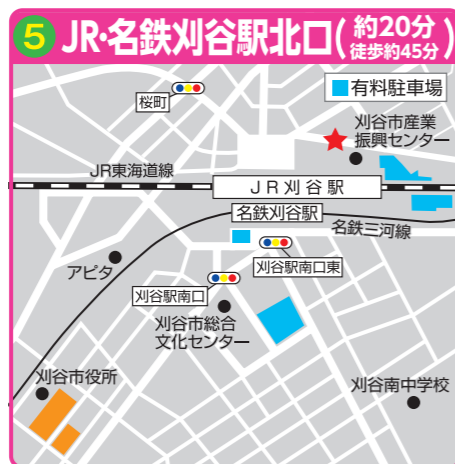 5 JR・名鉄刈谷駅北口(約20分
徒歩約45分)
有料駐車場
桜町
刈谷市産業
振興センター
JR東海道線
JR刈谷駅
名鉄刈谷駅
名鉄三河線
刈谷駅南口東
アピタ
刈谷駅南口
刈谷市総合
文化センター
刈谷市役所
刈谷南中学校